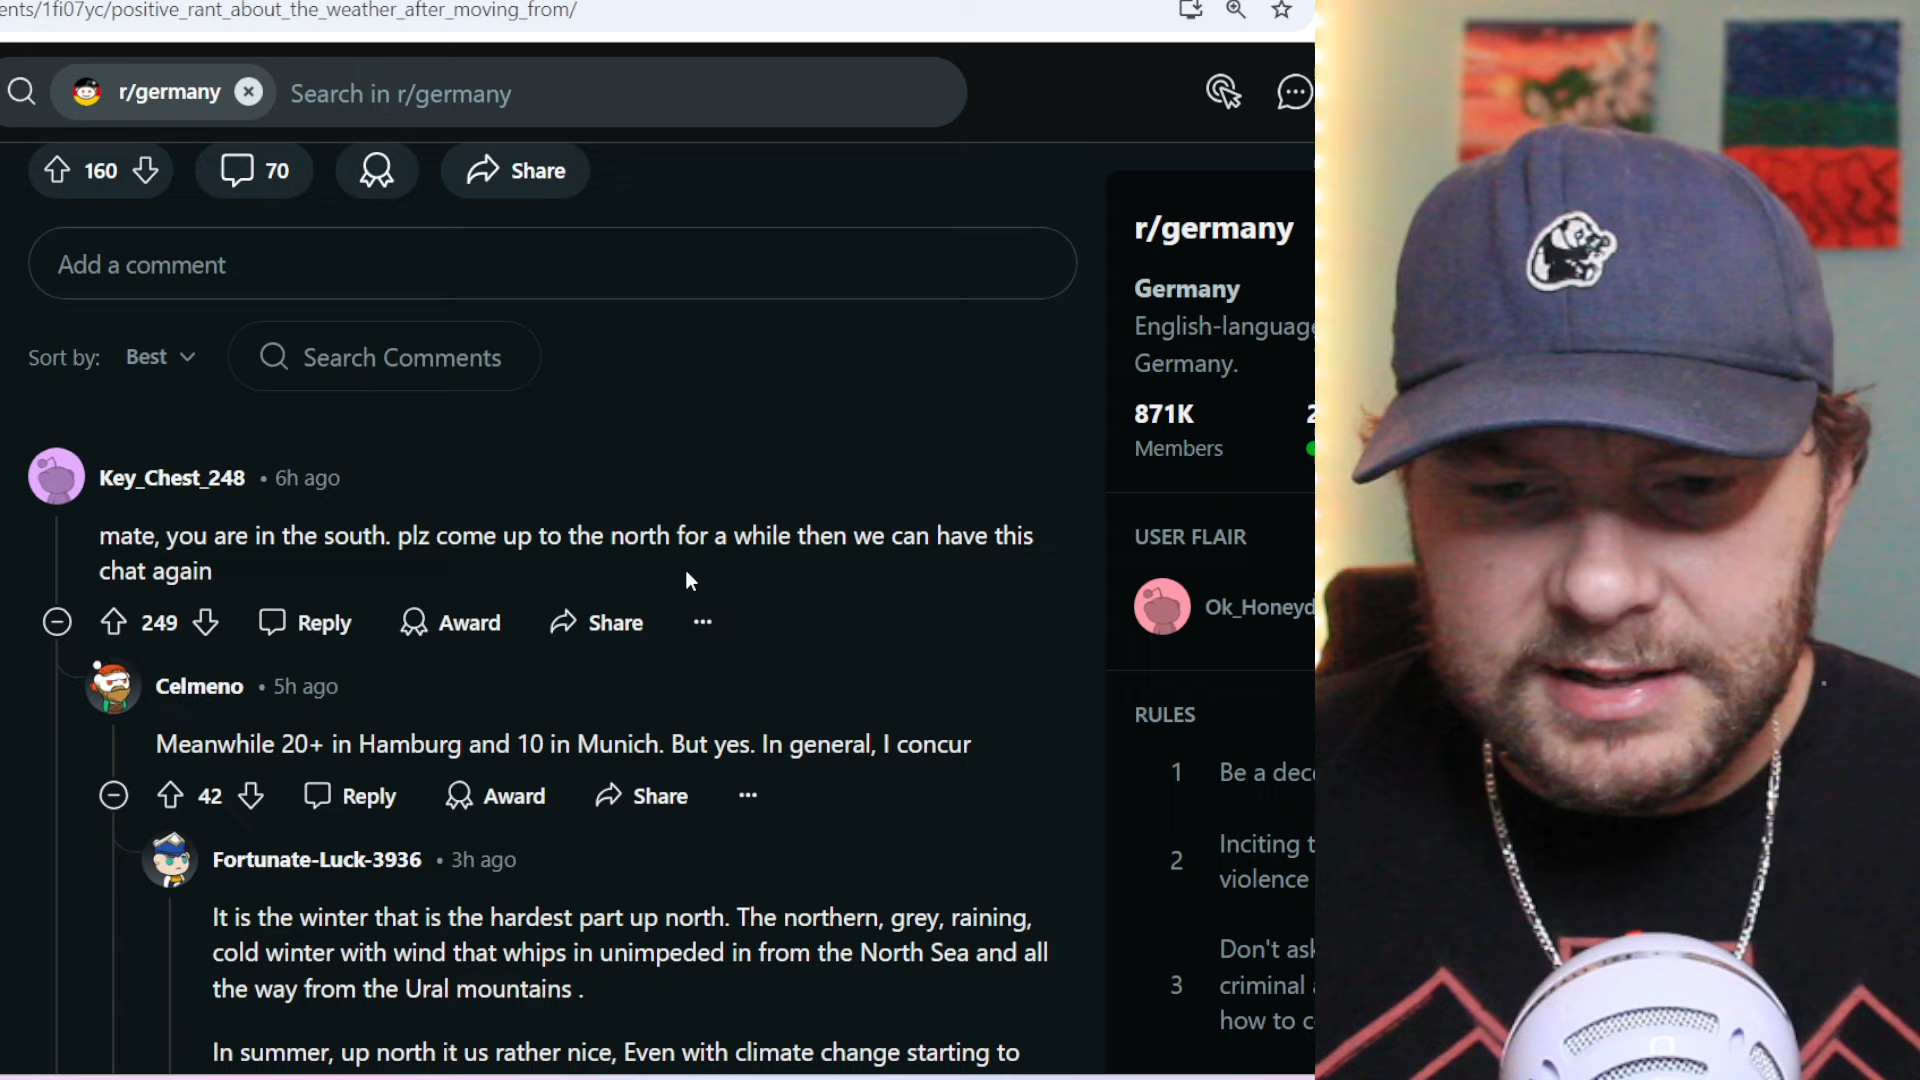 ents/1fi07yc/positive_rant_about_the_weather_after_moving_from/
r/germany
Search in r/germany
160
70
Share
Add a comment
Sort by:
Best
Search Comments
Key_Chest_248 • 6h ago
mate, you are in the south. plz come up to the north for a while then we can have this
chat again
249
Reply
Award
Share
Celmeno • 5h ago
Meanwhile 20+ in Hamburg and 10 in Munich. But yes. In general, I concur
42
Reply
Award
Share
Fortunate-Luck-3936 • 3h ago
It is the winter that is the hardest part up north. The northern, grey, raining,
cold winter with wind that whips in unimpeded in from the North Sea and all
the way from the Ural mountains .
In summer, up north it us rather nice, Even with climate change starting to
r/germany
Germany
English-language
Germany.
871K
Members
USER FLAIR
Ok_Honeyd
RULES
1
Be a dec
2
Inciting t
violence
3
Don't ask
criminal
how to c